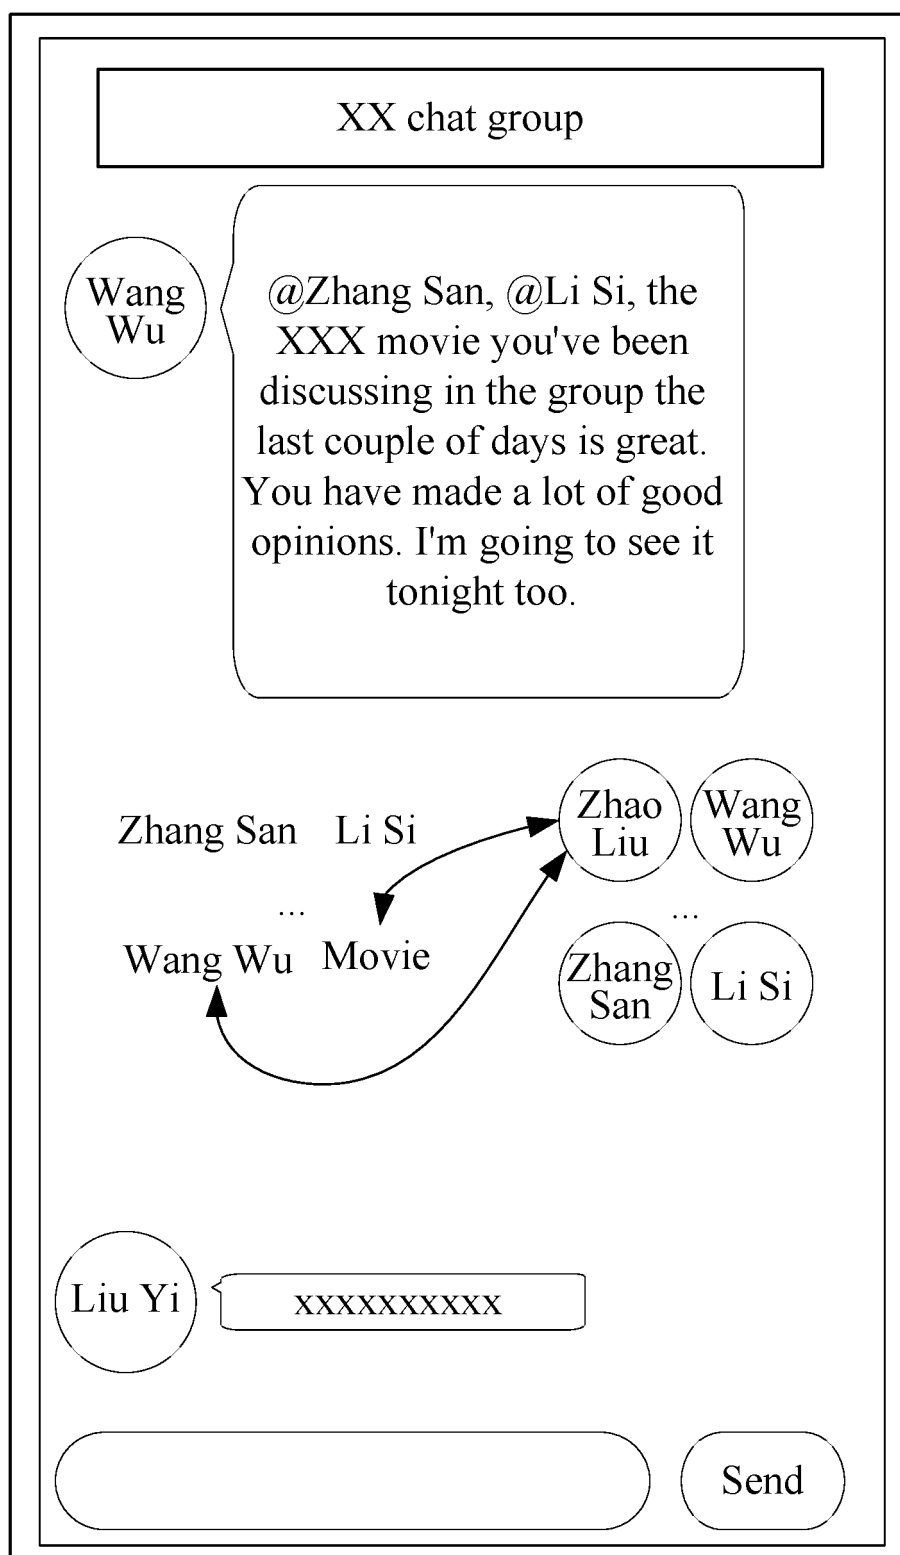 XX chat group
Wang
Wu
@Zhang San, @Li Si, the
XXX movie you've been
discussing in the group the
last couple of days is great.
You have made a lot of good
opinions. I'm going to see it
tonight too.
Zhang San Li Si
...
Wang Wu Movie
Zhao
Liu
Wang
Wu
...
Zhang
San
Li Si
Liu Yi
xxxxxxxxxx
Send